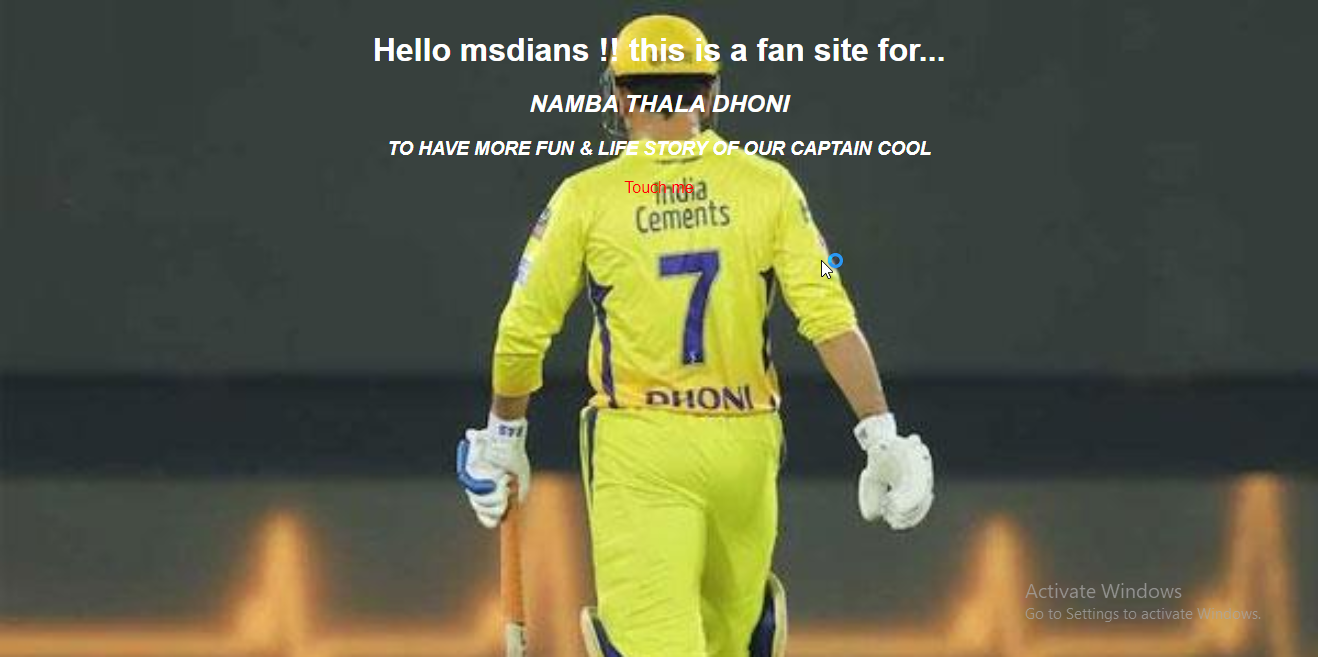 Hello msdians !! this is a fan site for...
NAMBA THALA DHONI
TO HAVE MORE FUN & LIFE STORY OF OUR CAPTAIN COOL
Touch me
India
Cements
7
DHONI
Activate Windows
Go to Settings to activate Windows.